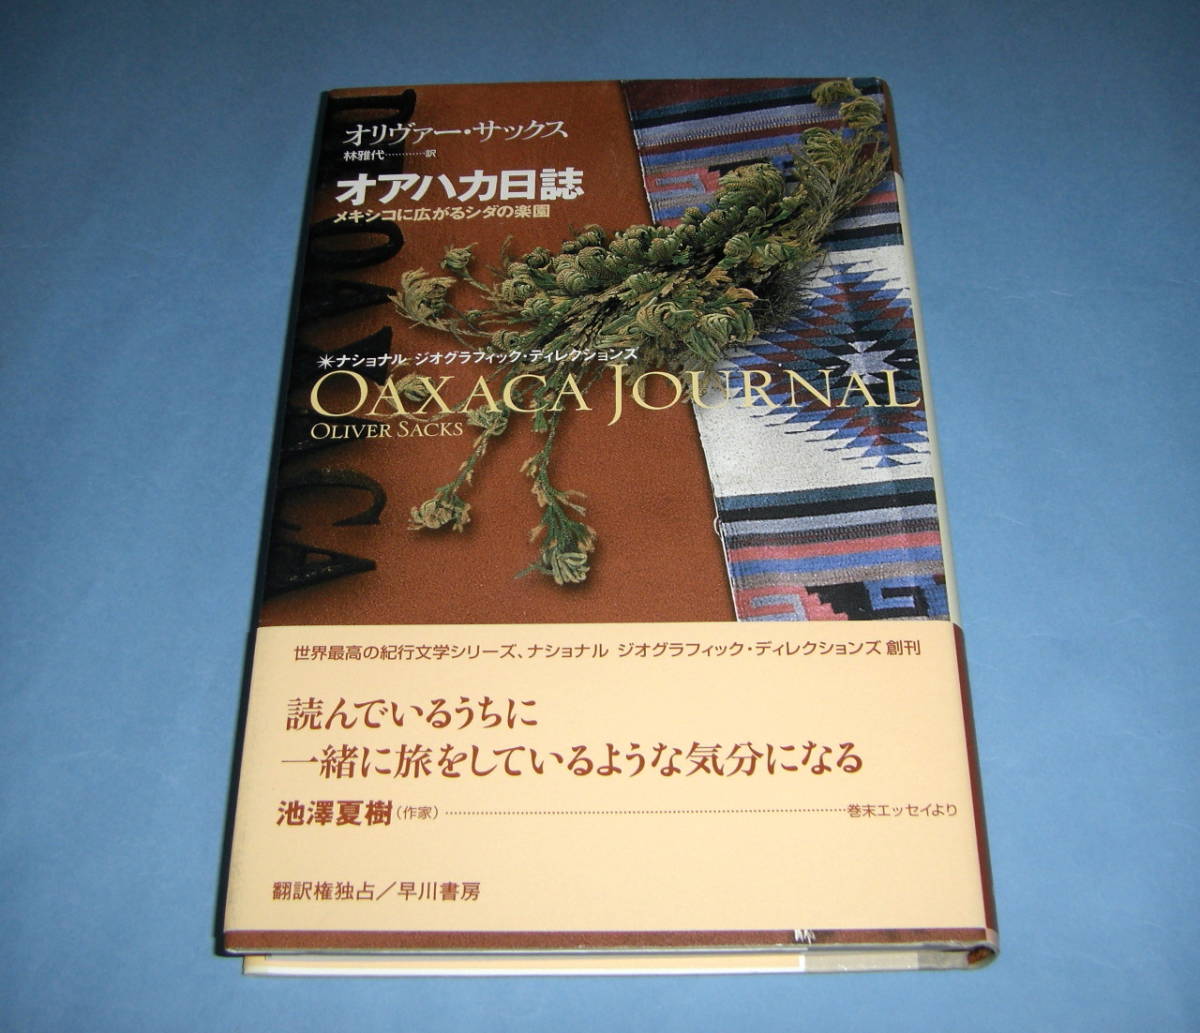 オリヴァー・サックス
林雅代…………訳
オアハカ日誌
メキシコに広がるシダの楽園
✳ナショナル ジオグラフィック・ディレクションズ
OAXACA JOURNAL
OLIVER SACKS
世界最高の紀行文学シリーズ、ナショナル ジオグラフィック・ディレクションズ 創刊
読んでいるうちに
一緒に旅をしているような気分になる
池澤夏樹(作家)……………………………………………………巻末エッセイより
翻訳権独占/早川書房